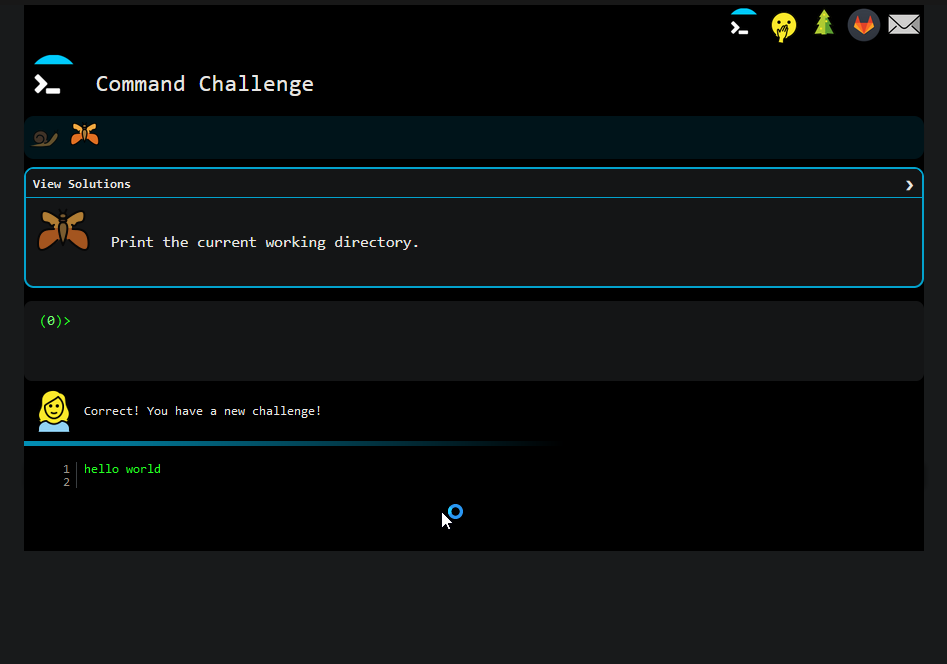 Command Challenge
View Solutions
Print the current working directory.
(0)>
Correct! You have a new challenge!
1 hello world
2